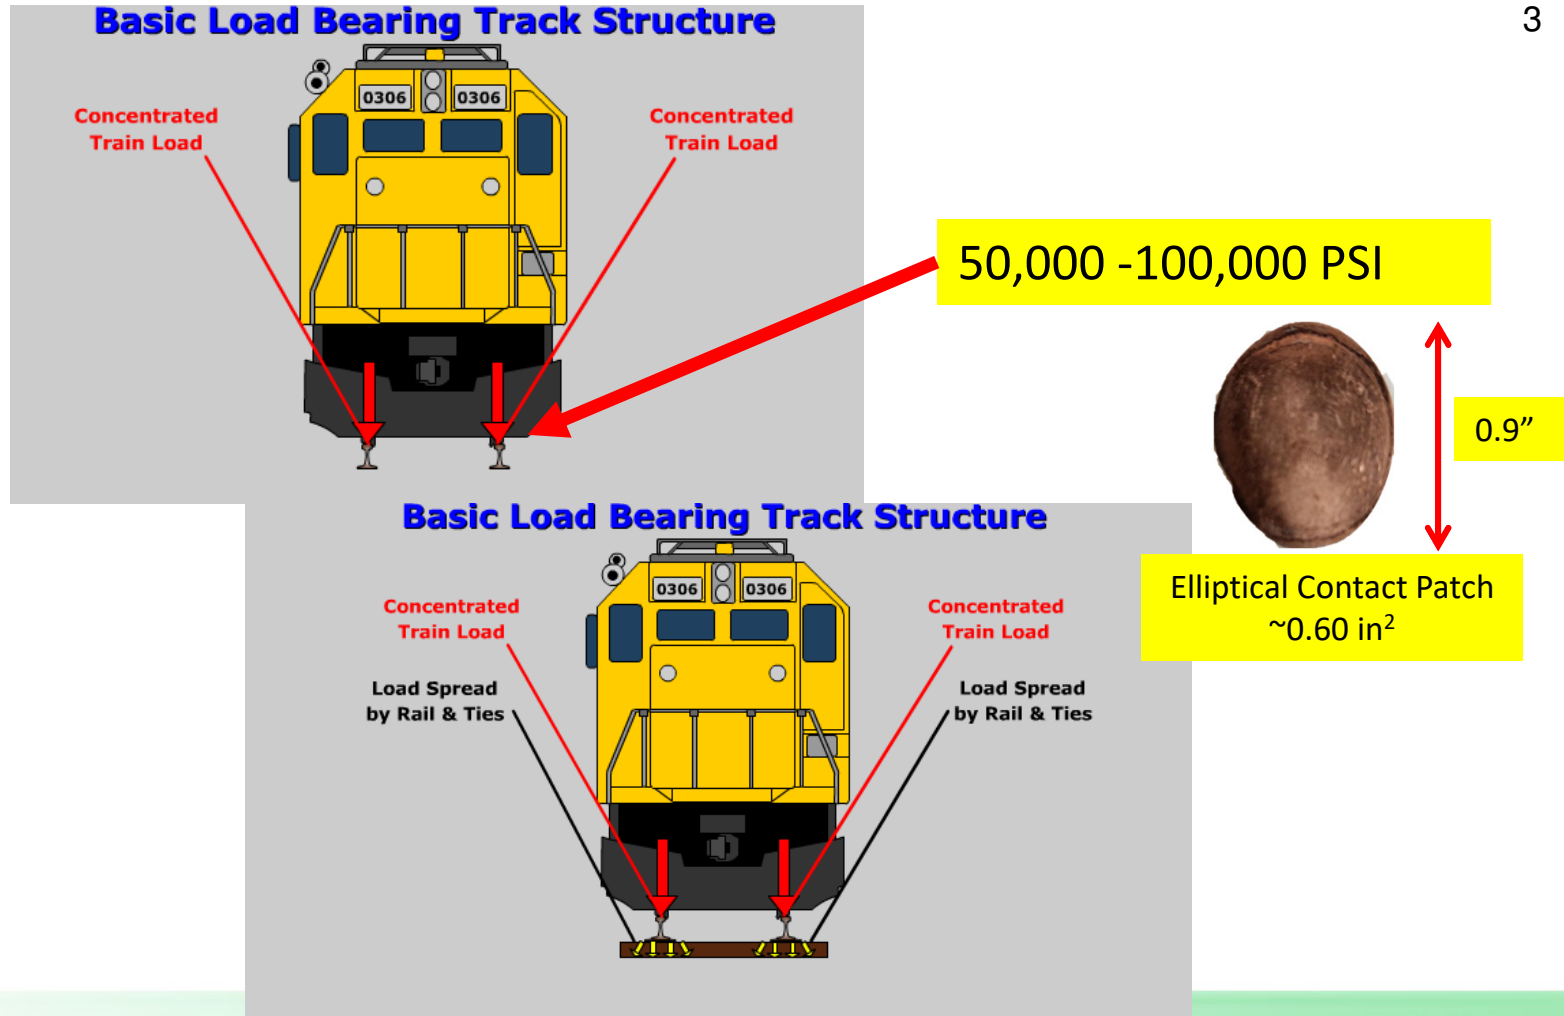 3
Basic Load Bearing Track Structure
0306 0306
Concentrated
Train Load
Concentrated
Train Load
50,000 -100,000 PSI
0.9”
Elliptical Contact Patch
~0.60 in²
Basic Load Bearing Track Structure
0306 0306
Concentrated
Train Load
Concentrated
Train Load
Load Spread
by Rail & Ties
Load Spread
by Rail & Ties